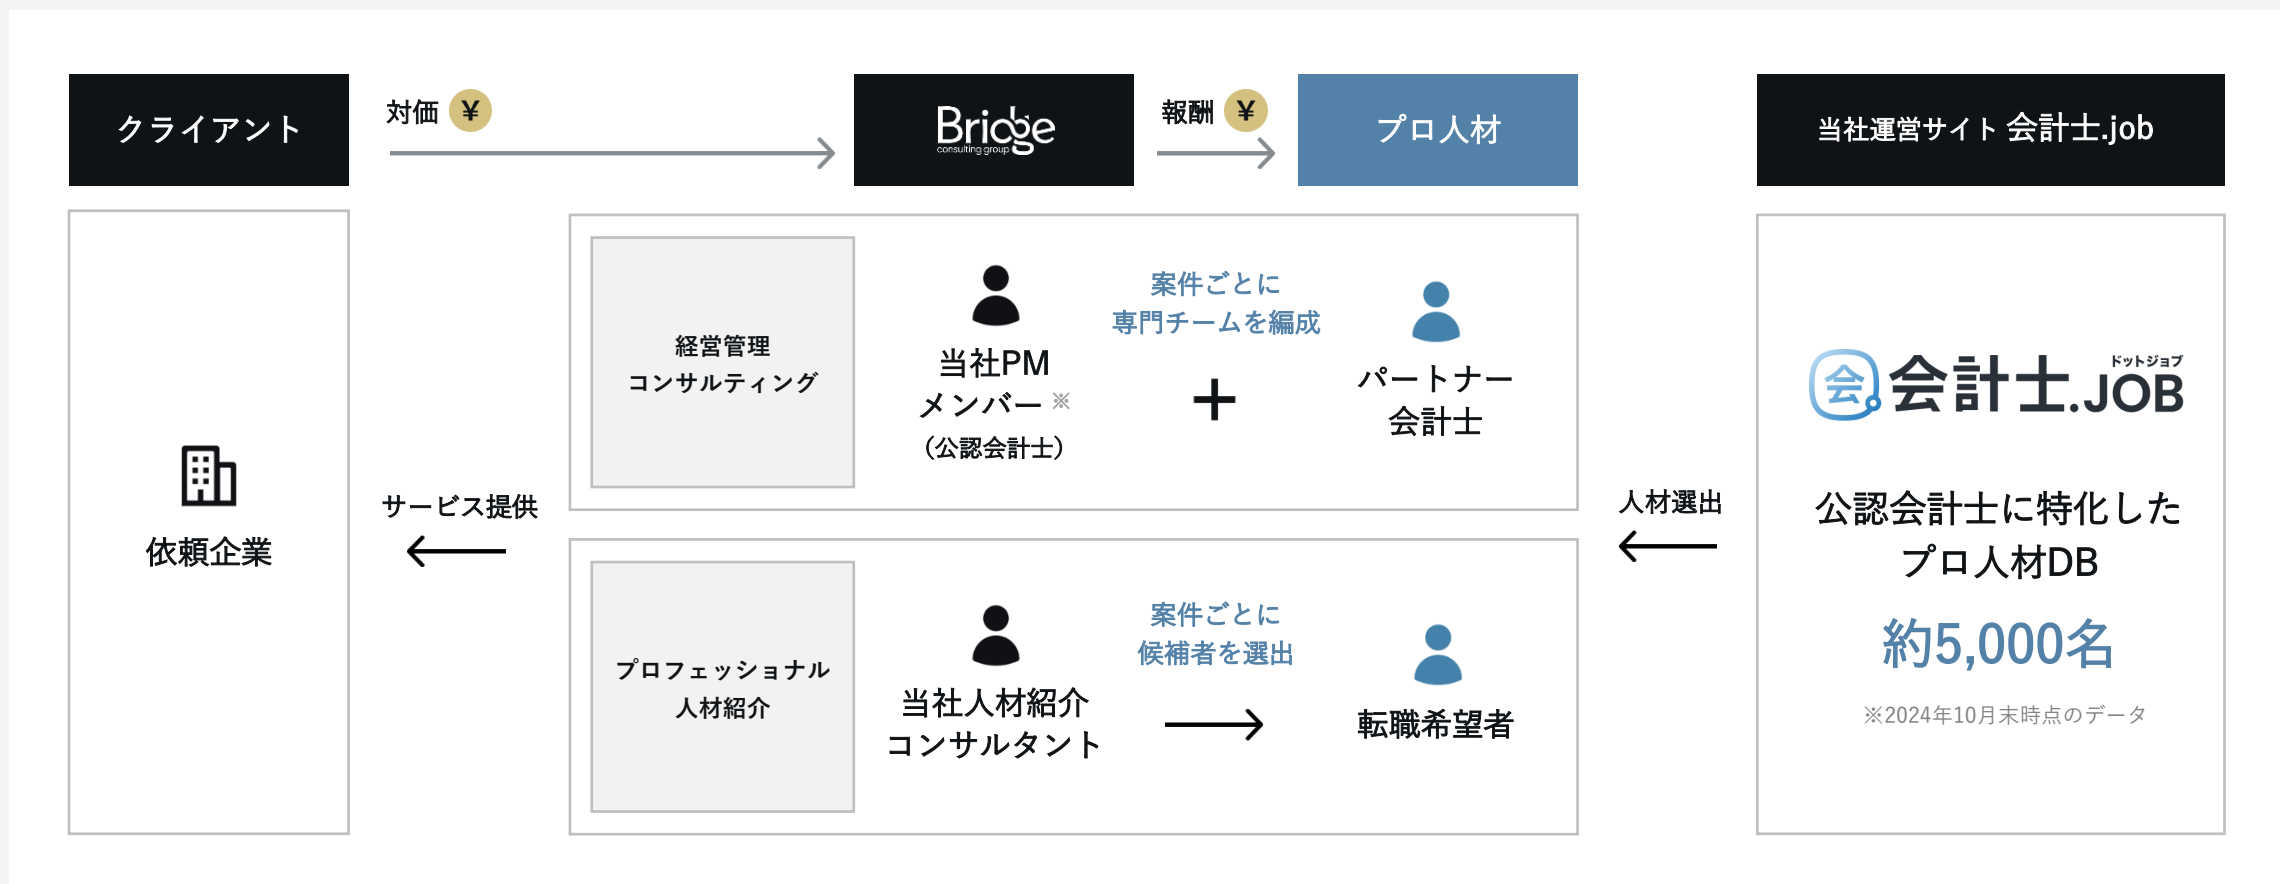 クライアント
対価 ¥
Bridge
consulting group
報酬 ¥
プロ人材
当社運営サイト 会計士.job
依頼企業
サービス提供
経営管理
コンサルティング
当社PM
メンバー※
（公認会計士）
案件ごとに
専門チームを編成
+
パートナー
会計士
プロフェッショナル
人材紹介
当社人材紹介
コンサルタント
案件ごとに
候補者を選出
転職希望者
人材選出
会
ドットジョブ
会計士.JOB
公認会計士に特化した
プロ人材DB
約5,000名
※2024年10月末時点のデータ